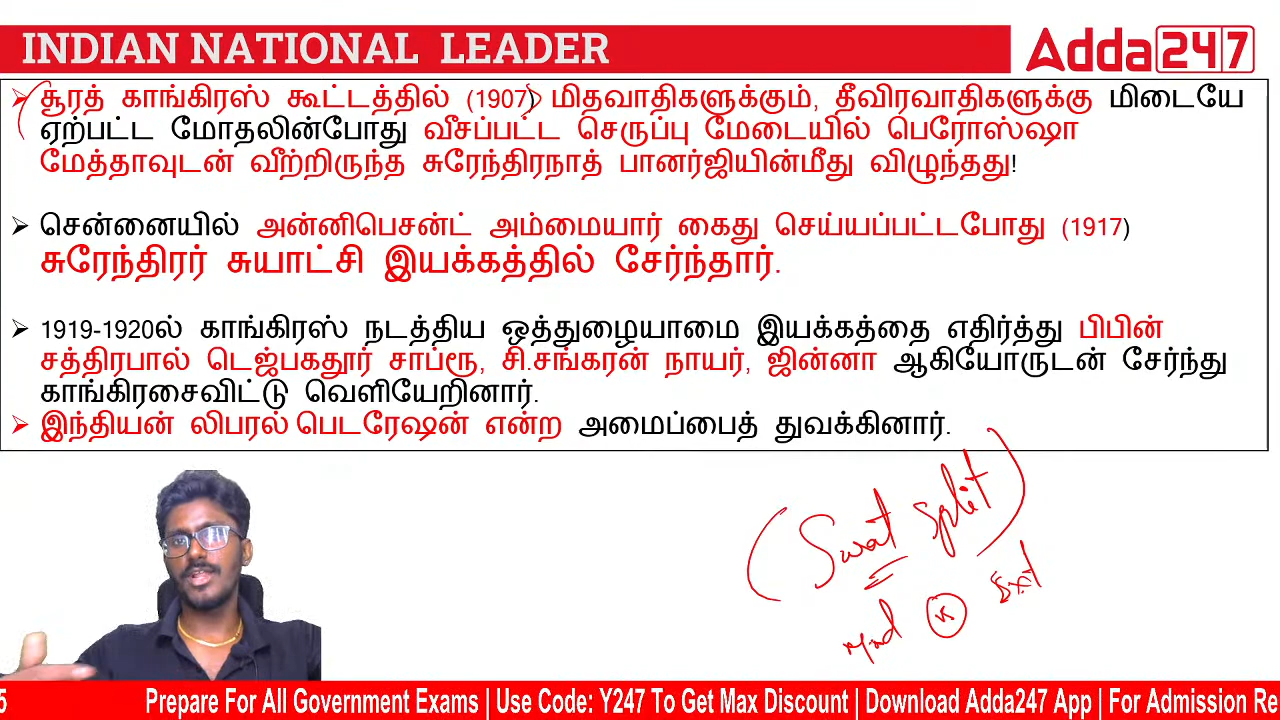 INDIAN NATIONAL LEADER
Adda247
➢ சூரத் காங்கிரஸ் கூட்டத்தில் (1907) மிதவாதிகளுக்கும், தீவிரவாதிகளுக்கு மிடையே
ஏற்பட்ட மோதலின்போது வீசப்பட்ட செருப்பு மேடையில் பெரோஸ்ஷா
மேத்தாவுடன் வீற்றிருந்த சுரேந்திரநாத் பானர்ஜியின்மீது விழுந்தது!
➢ சென்னையில் அன்னிபெசன்ட் அம்மையார் கைது செய்யப்பட்டபோது (1917)
சுரேந்திரர் சுயாட்சி இயக்கத்தில் சேர்ந்தார்.
➢ 1919-1920ல் காங்கிரஸ் நடத்திய ஒத்துழையாமை இயக்கத்தை எதிர்த்து பிபின்
சத்திரபால் டெஜ்பகதூர் சாப்ரூ, சி.சங்கரன் நாயர், ஜின்னா ஆகியோருடன் சேர்ந்து
காங்கிரசைவிட்டு வெளியேறினார்.
➢ இந்தியன் லிபரல் பெடரேஷன் என்ற அமைப்பைத் துவக்கினார்.
(Surat split)
Mod vs Ext
5 Prepare For All Government Exams | Use Code: Y247 To Get Max Discount | Download Adda247 App | For Admission Re